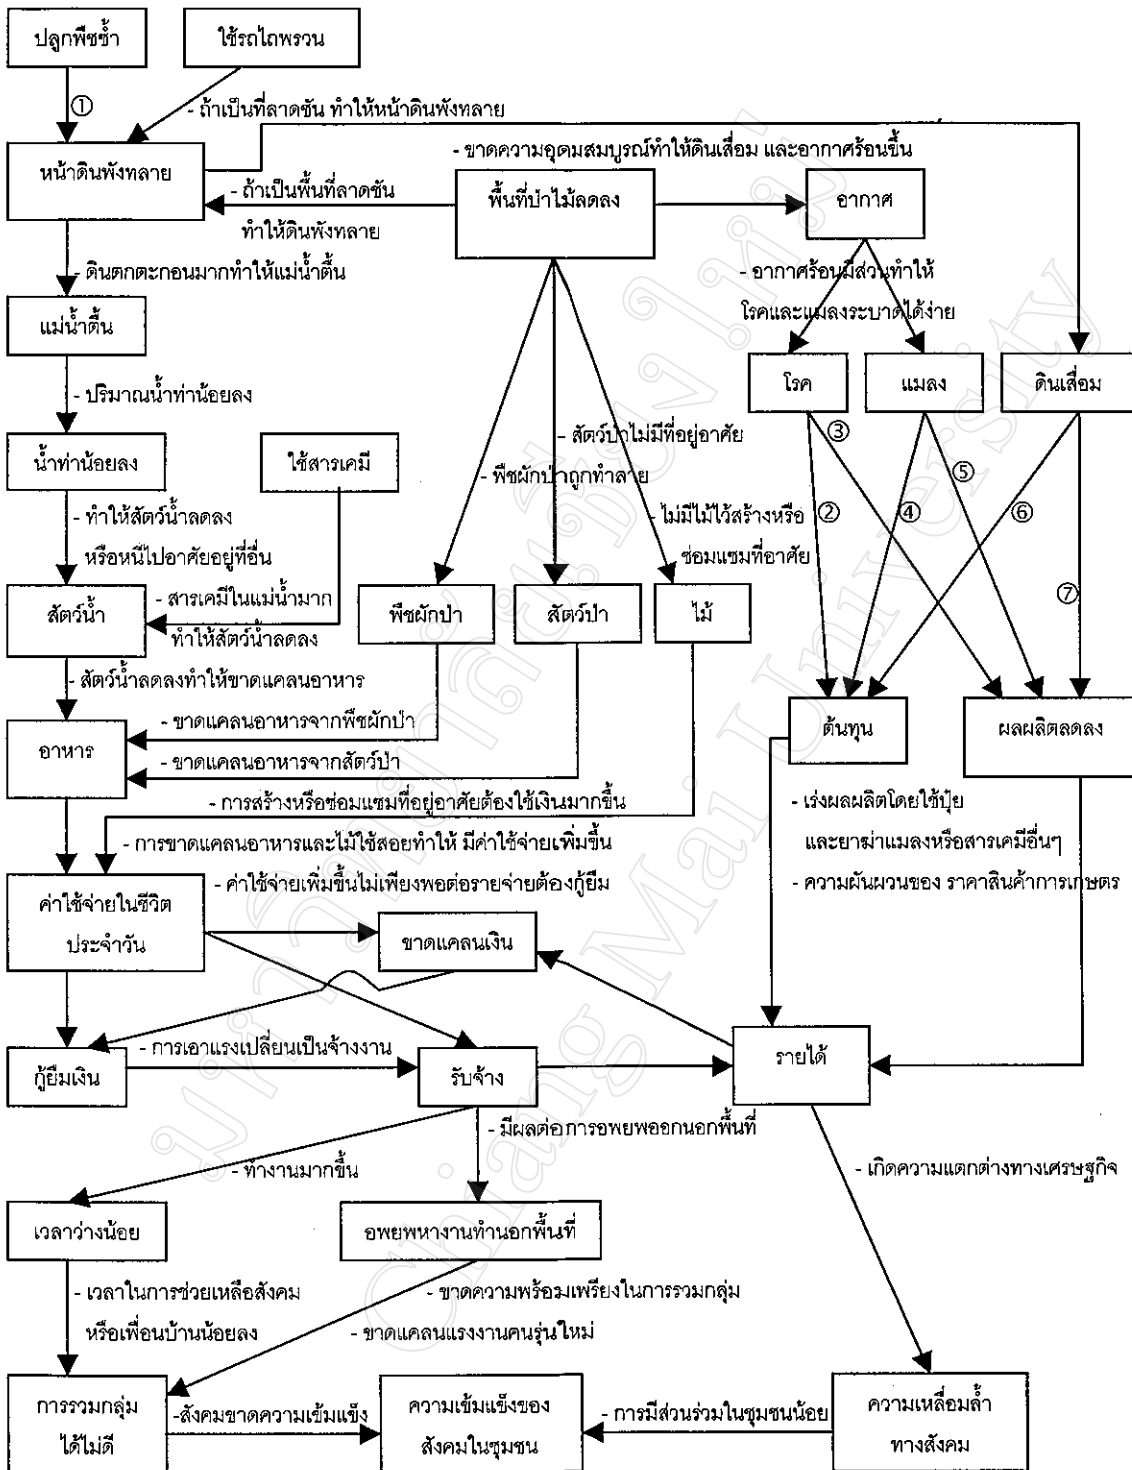 ปลูกพืชซ้ำ
ใช้รถไถพรวน
①
- ถ้าเป็นที่ลาดชัน ทำให้หน้าดินพังทลาย
- ขาดความอุดมสมบูรณ์ทำให้ดินเสื่อม และอากาศร้อนขึ้น
หน้าดินพังทลาย
- ถ้าเป็นพื้นที่ลาดชัน
ทำให้ดินพังทลาย
พื้นที่ป่าไม้ลดลง
อากาศ
- ดินตกตะกอนมากทำให้แม่น้ำตื้น
- อากาศร้อนมีส่วนทำให้
โรคและแมลงระบาดได้ง่าย
แม่น้ำตื้น
โรค
แมลง
ดินเสื่อม
- ปริมาณน้ำท่าน้อยลง
③
- สัตว์ป่าไม่มีที่อยู่อาศัย
น้ำท่าน้อยลง
ใช้สารเคมี
- พืชผักป่าถูกทำลาย
⑤
- ทำให้สัตว์น้ำลดลง
หรือหนีไปอาศัยอยู่ที่อื่น
- ไม่มีไม้ไว้สร้างหรือ
ซ่อมแซมที่อาศัย
②
④
⑥
⑦
- สารเคมีในแม่น้ำมาก
ทำให้สัตว์น้ำลดลง
สัตว์น้ำ
พืชผักป่า
สัตว์ป่า
ไม้
- สัตว์น้ำลดลงทำให้ขาดแคลนอาหาร
- ขาดแคลนอาหารจากพืชผักป่า
อาหาร
- ขาดแคลนอาหารจากสัตว์ป่า
ต้นทุน
ผลผลิตลดลง
- การสร้างหรือซ่อมแซมที่อยู่อาศัยต้องใช้เงินมากขึ้น
- เร่งผลผลิตโดยใช้ปุ๋ย
และยาฆ่าแมลงหรือสารเคมีอื่นๆ
- การขาดแคลนอาหารและไม้ใช้สอยทำให้ มีค่าใช้จ่ายเพิ่มขึ้น
- ค่าใช้จ่ายเพิ่มขึ้นไม่เพียงพอต่อรายจ่ายต้องกู้ยืม
- ความผันผวนของ ราคาสินค้าการเกษตร
ค่าใช้จ่ายในชีวิต
ประจำวัน
ขาดแคลนเงิน
- การเอาแรงเปลี่ยนเป็นจ้างงาน
กู้ยืมเงิน
รับจ้าง
รายได้
- มีผลต่อการอพยพออกนอกพื้นที่
- ทำงานมากขึ้น
- เกิดความแตกต่างทางเศรษฐกิจ
เวลาว่างน้อย
อพยพหางานทำนอกพื้นที่
- เวลาในการช่วยเหลือสังคม
หรือเพื่อนบ้านน้อยลง
- ขาดความพร้อมเพรียงในการรวมกลุ่ม
- ขาดแคลนแรงงานคนรุ่นใหม่
การรวมกลุ่ม
ได้ไม่ดี
-สังคมขาดความเข้มแข็ง
ความเข้มแข็งของ
สังคมในชุมชน
- การมีส่วนร่วมในชุมชนน้อย
ความเหลื่อมล้ำ
ทางสังคม
มหาวิทยาลัยเชียงใหม่
Chiang Mai University